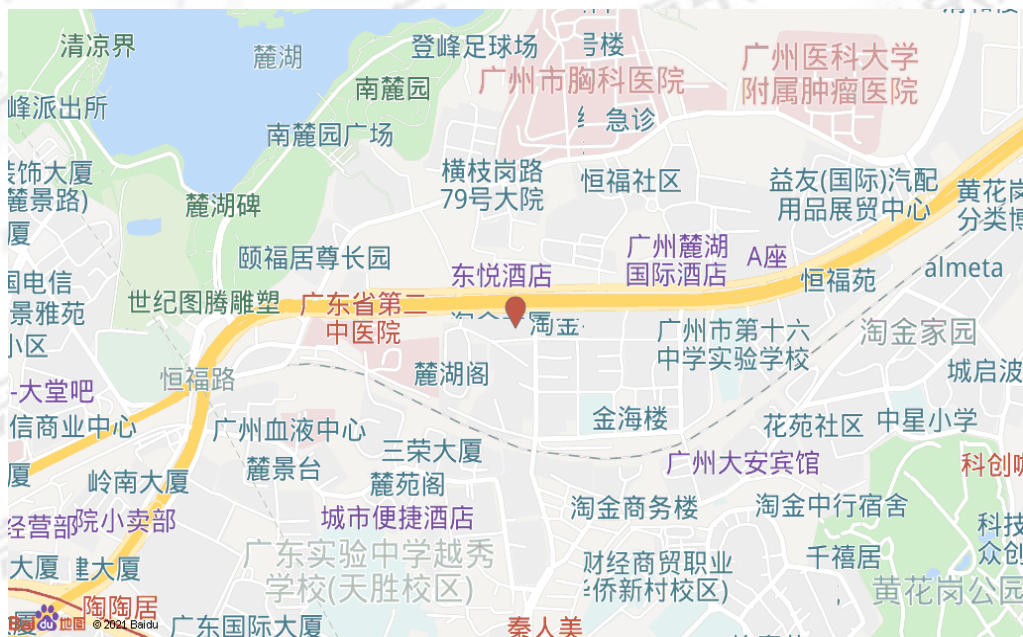 清凉界
麓湖
登峰足球场
号楼
广州市胸科医院
广州医科大学
附属肿瘤医院
南麓园
峰派出所
急诊
南麓园广场
横枝岗路
79号大院
恒福社区
益友(国际)汽配
用品展贸中心
黄花岗
分类博
装饰大厦
麓景路)
厦
麓湖碑
颐福居尊长园
广州麓湖
国际酒店
A座
东悦酒店
恒福苑
almeta
国电信
景雅苑
小区
世纪图腾雕塑
广东省第二
中医院
淘金
广州市第十六
中学实验学校
淘金家园
恒福路
麓湖阁
城启波
-大堂吧
信商业中心
广州血液中心
金海楼
花苑社区
中星小学
三荣大厦
厦
麓景台
广州大安宾馆
科创咖
岭南大厦
麓苑阁
淘金商务楼
淘金中行宿舍
经营部
院小卖部
城市便捷酒店
科技
众创
广东实验中学越秀
学校(天胜校区)
财经商贸职业
华侨新村校区)
千禧居
大厦
建大厦
黄花岗公园
陶陶居
厦
Bai du 地图
© 2021 Baidu
广东国际大厦
秦人美